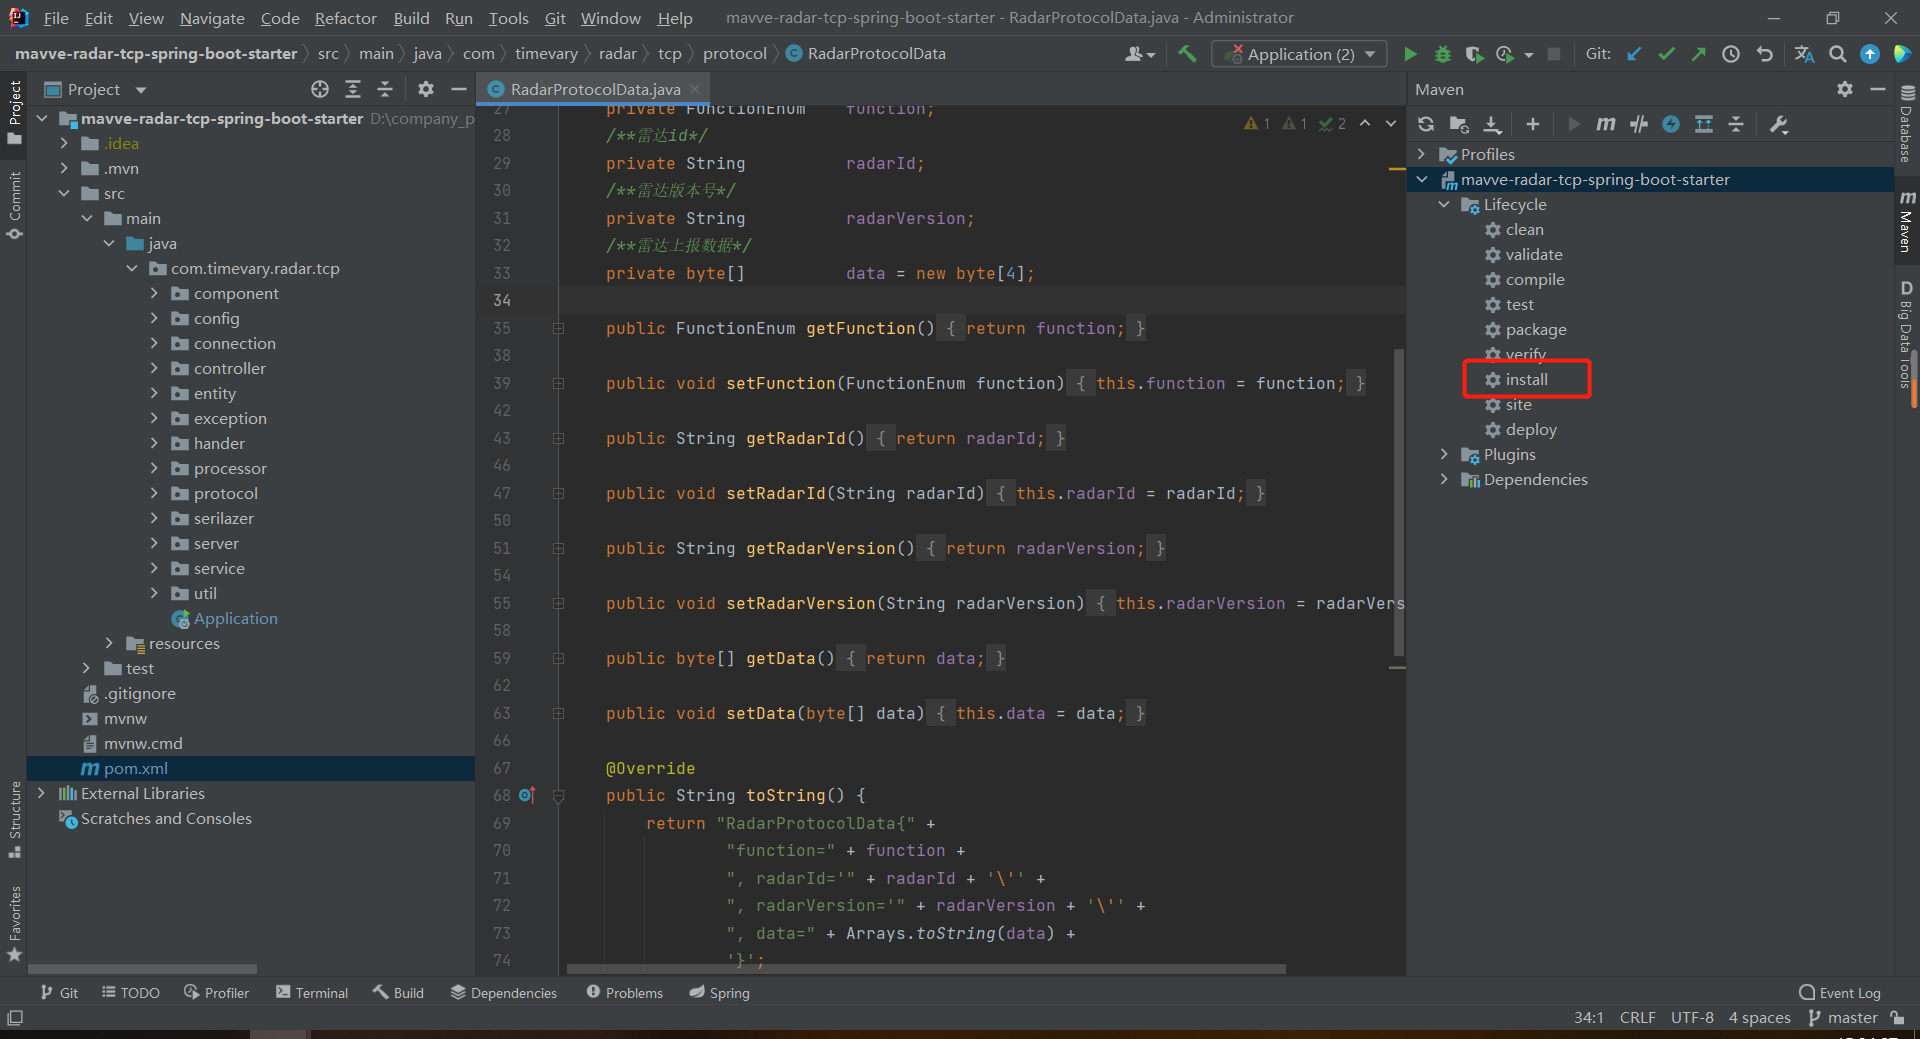 File Edit View Navigate Code Refactor Build Run Tools Git Window Help mavve-radar-tcp-spring-boot-starter - RadarProtocolData.java - Administrator
mavve-radar-tcp-spring-boot-starter src main java com timevary radar tcp protocol RadarProtocolData Application (2) Git:
Project
Commit
Structure
Favorites
Project
mavve-radar-tcp-spring-boot-starter D:\company_p
.idea
.mvn
src
main
java
com.timevary.radar.tcp
component
config
connection
controller
entity
exception
hander
processor
protocol
serilazer
server
service
util
Application
resources
test
.gitignore
mvnw
mvnw.cmd
pom.xml
External Libraries
Scratches and Consoles
RadarProtocolData.java
1 1 2
27 private FunctionEnum function;
28 /**雷达id*/
29 private String radarId;
30 /**雷达版本号*/
31 private String radarVersion;
32 /**雷达上报数据*/
33 private byte[] data = new byte[4];
34
35 public FunctionEnum getFunction() { return function; }
38
39 public void setFunction(FunctionEnum function) { this.function = function; }
42
43 public String getRadarId() { return radarId; }
46
47 public void setRadarId(String radarId) { this.radarId = radarId; }
50
51 public String getRadarVersion() { return radarVersion; }
54
55 public void setRadarVersion(String radarVersion) { this.radarVersion = radarVers
58
59 public byte[] getData() { return data; }
62
63 public void setData(byte[] data) { this.data = data; }
66
67 @Override
68 public String toString() {
69 return "RadarProtocolData{" +
70 "function=" + function +
71 ", radarId='" + radarId + '\'' +
72 ", radarVersion='" + radarVersion + '\'' +
73 ", data=" + Arrays.toString(data) +
74 '}';
Maven
Profiles
mavve-radar-tcp-spring-boot-starter
Lifecycle
clean
validate
compile
test
package
verify
install
site
deploy
Plugins
Dependencies
Database
Maven
Big Data Tools
Git TODO Profiler Terminal Build Dependencies Problems Spring Event Log
34:1 CRLF UTF-8 4 spaces master